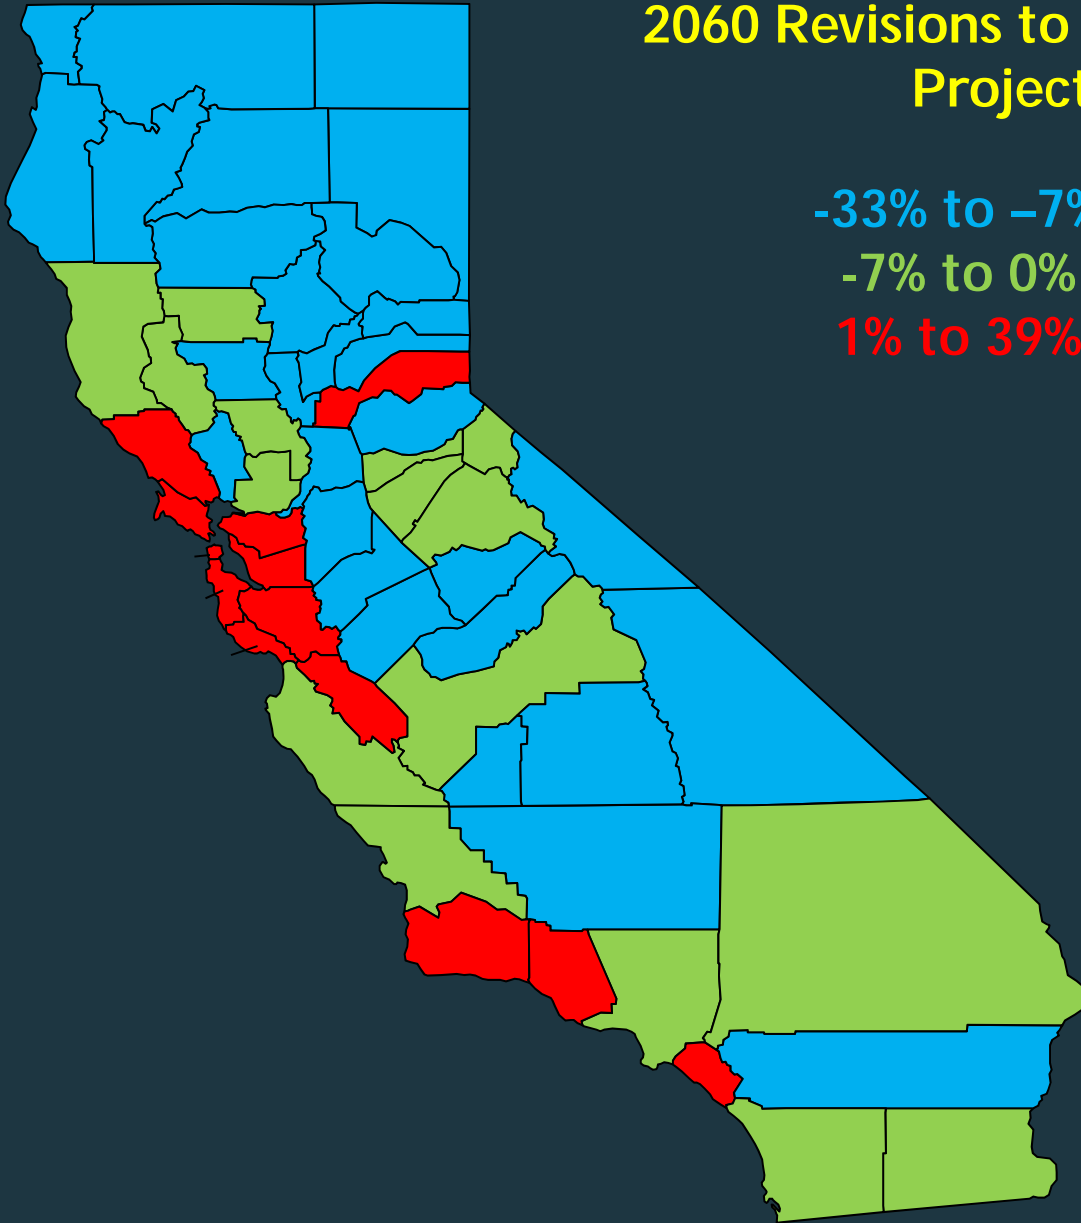 2060 Revisions to
Project
-33% to –7%
-7% to 0%
1% to 39%